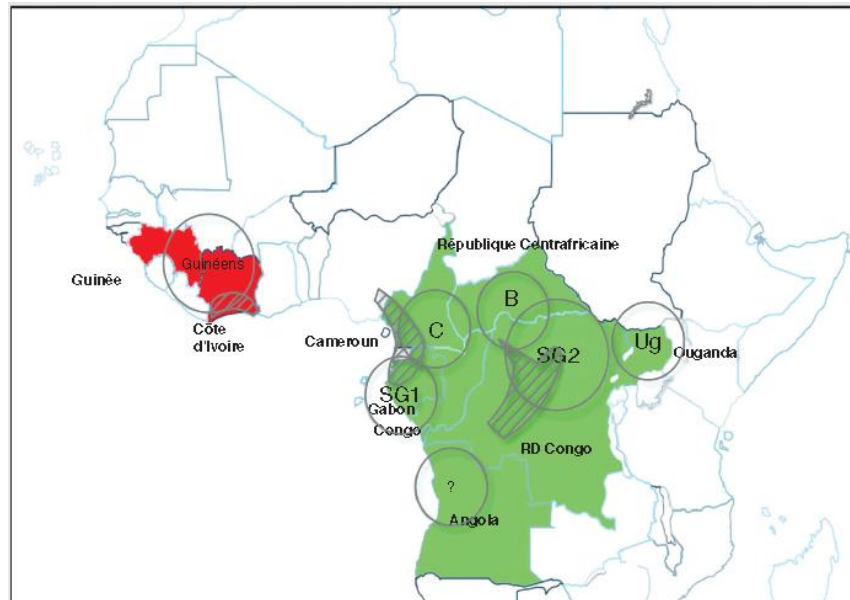 République Centrafricaine
Guinéens
Guinée
B
Côte
d'Ivoire
Cameroun
C
SG2
Ug
Ouganda
SG1
Gabon
Congo
RD Congo
?
Angola